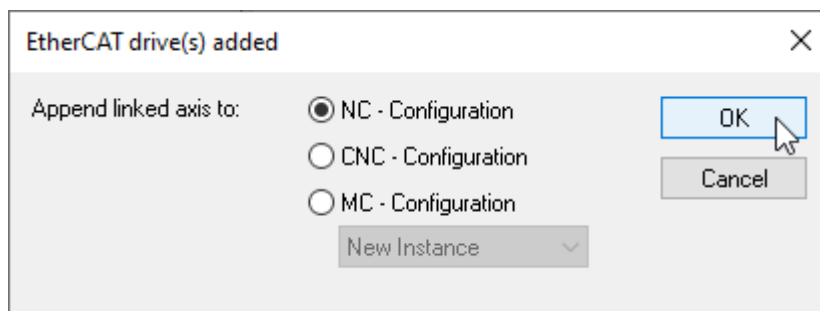 EtherCAT drive(s) added
Append linked axis to:
NC - Configuration
OK
CNC - Configuration
Cancel
MC - Configuration
New Instance